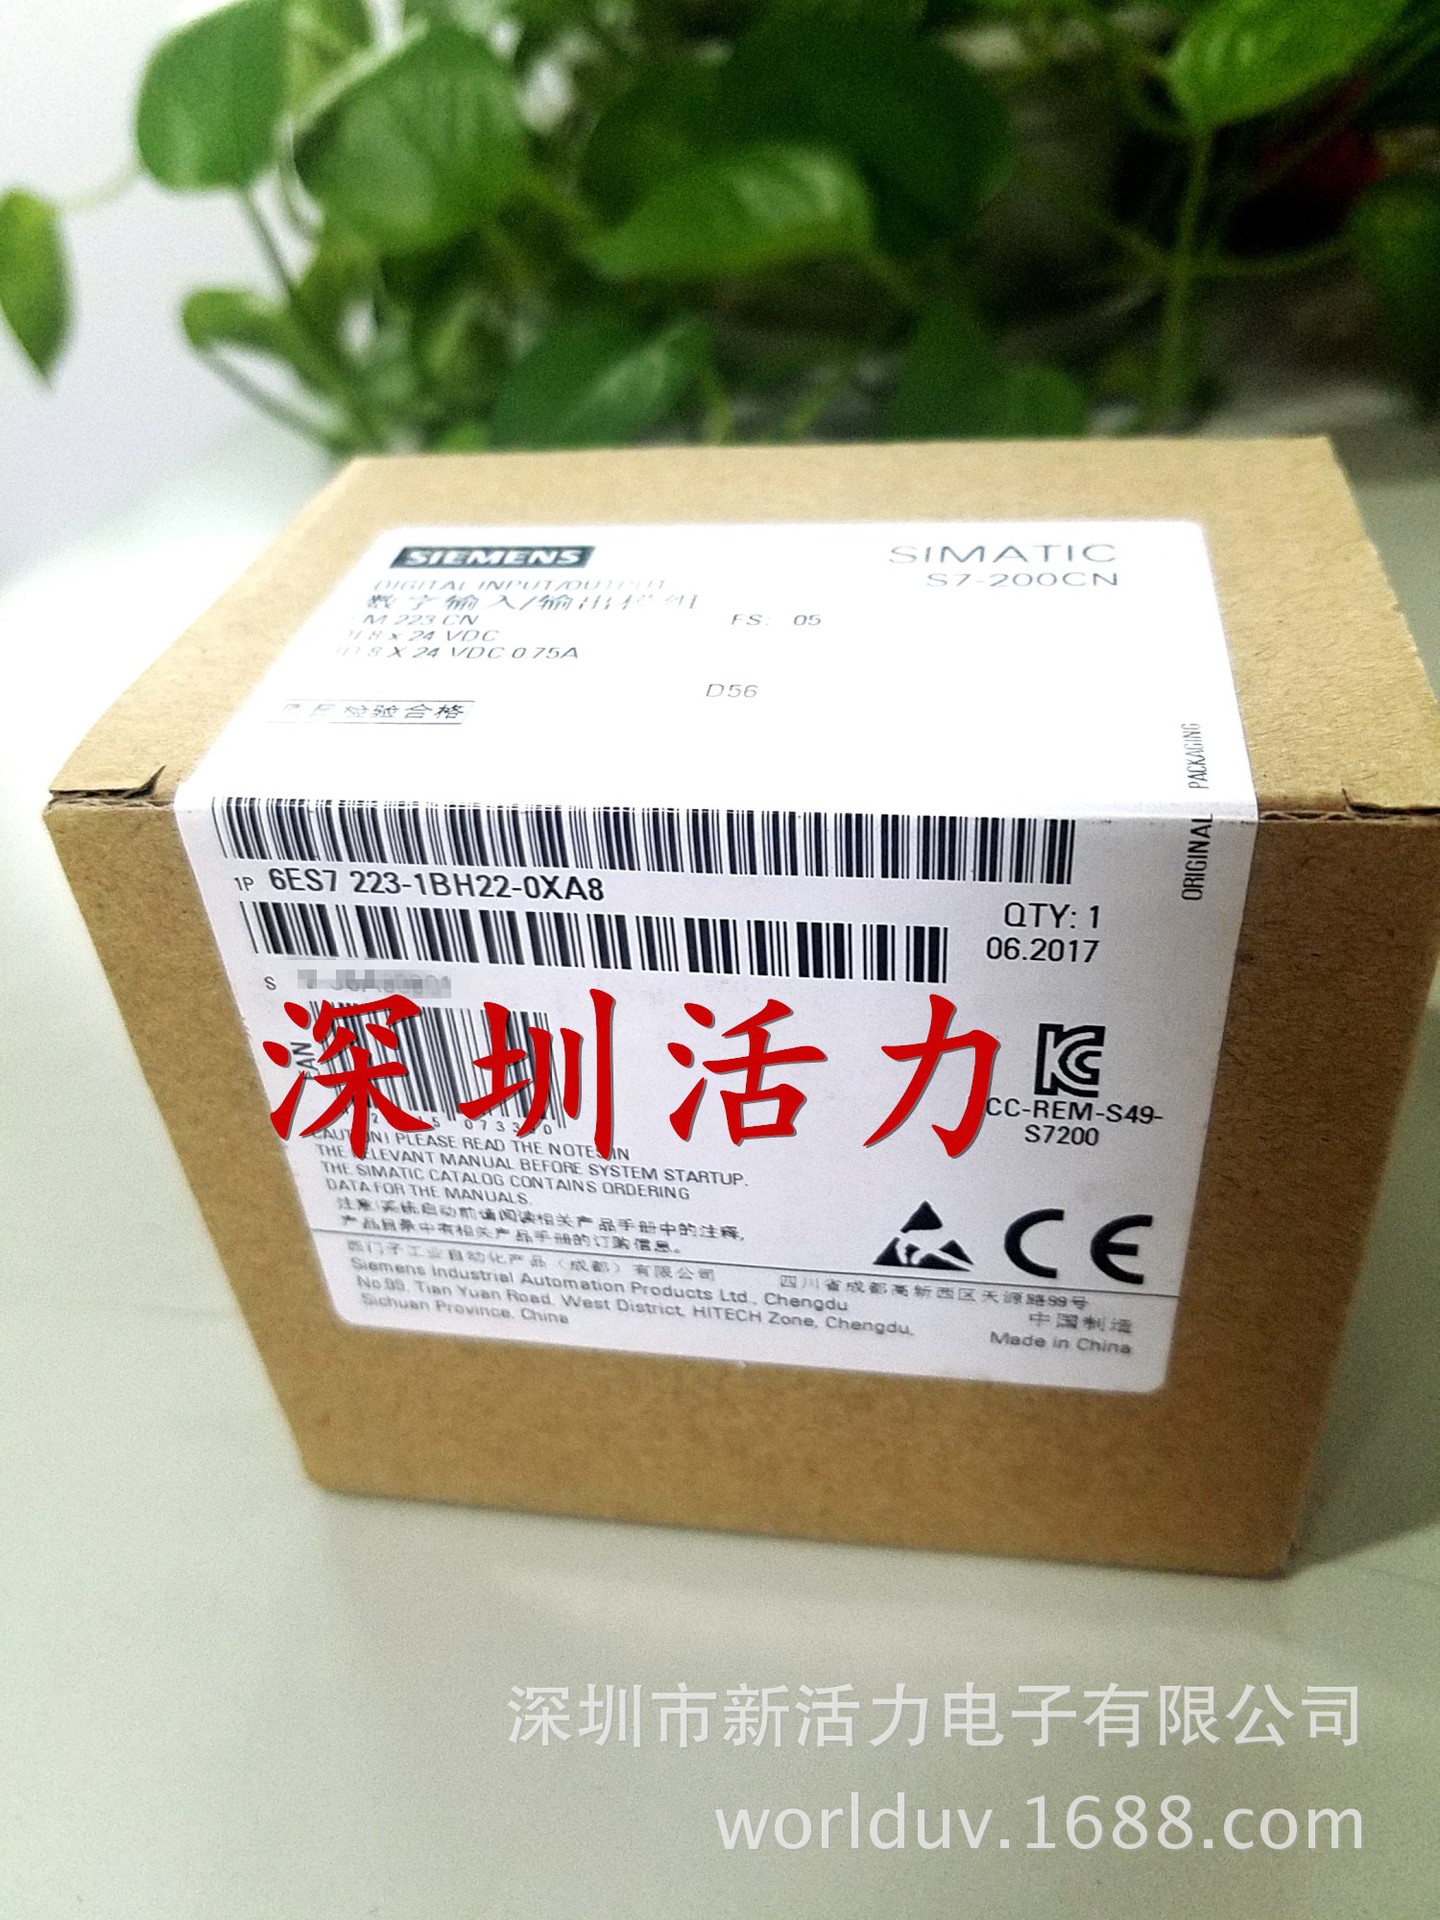 SIEMENS
SIMATIC
S7-200CN
DIGITAL INPUT/OUTPUT
数字输入/输出模组
M 223 CN
FS: 05
DI 8 x 24 VDC
8 X 24 VDC 0.75A
D56
产品检验合格
ORIGINAL PACKAGING
1P 6ES7 223-1BH22-0XA8
QTY: 1
06.2017
S
深圳活力
KC
CC-REM-S49-
S7200
CAUTION! PLEASE READ THE NOTES IN
THE RELEVANT MANUAL BEFORE SYSTEM STARTUP.
THE SIMATIC CATALOG CONTAINS ORDERING
DATA FOR THE MANUALS.
注意!系统启动前请阅读相关产品手册中的注释,
产品目录中有相关产品手册的订购信息。
CE
西门子工业自动化产品(成都)有限公司
四川省成都高新西区天源路99号
Siemens Industrial Automation Products Ltd., Chengdu
No.99, Tian Yuan Road, West District, HITECH Zone, Chengdu,
Sichuan Province, China
中国制造
Made in China
深圳市新活力电子有限公司
worlduv.1688.com